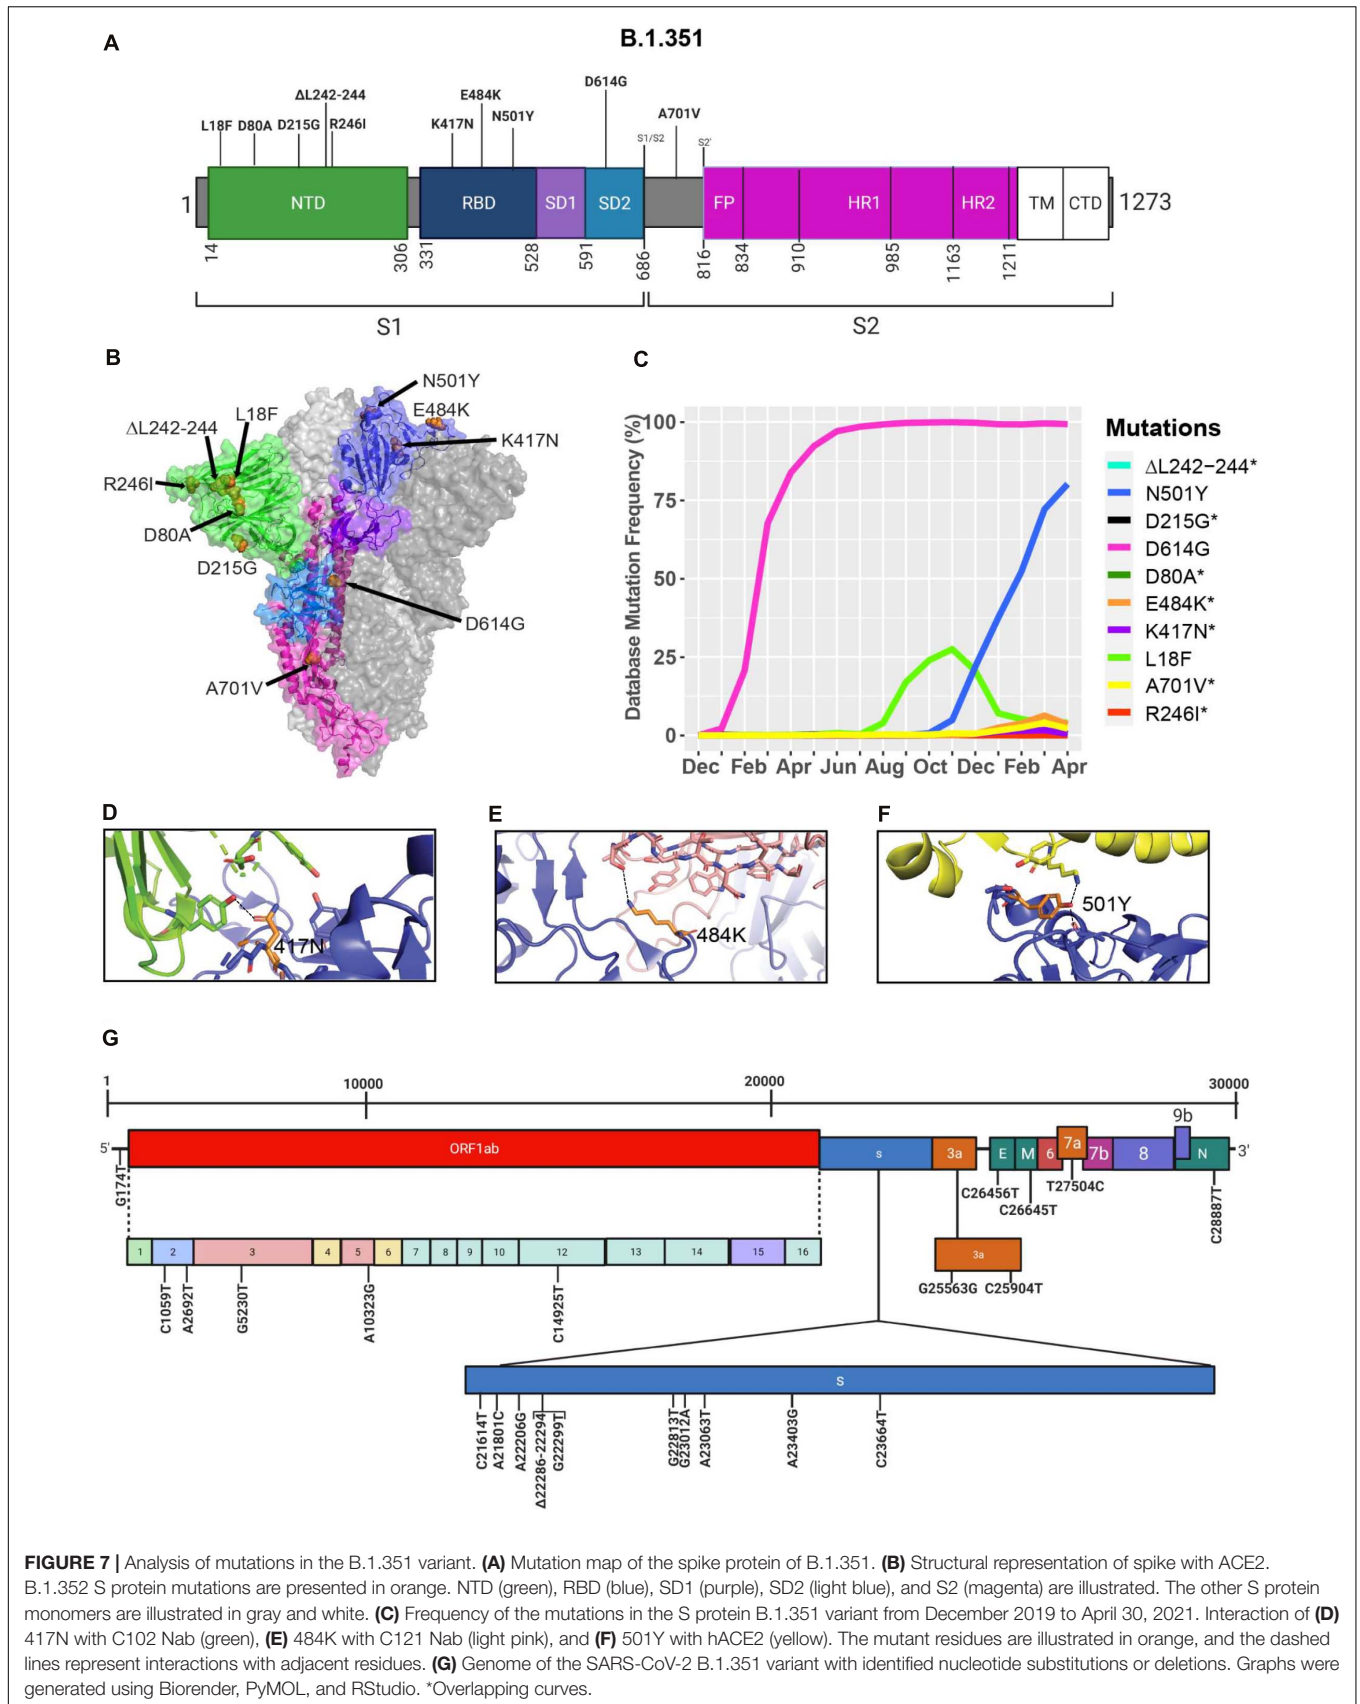 A
B.1.351
D614G
ΔL242-244
E484K
L18F
D80A
D215G
R246I
K417N
N501Y
A701V
S1/S2
S2'
1
NTD
RBD
SD1
SD2
FP
HR1
HR2
TM
CTD
1273
14
306
331
528
591
686
816
834
910
985
1163
1211
S1
S2
B
N501Y
E484K
L18F
ΔL242-244
K417N
R246I
D80A
D215G
D614G
A701V
C
Database Mutation Frequency (%)
100
75
50
25
0
Dec Feb Apr Jun Aug Oct Dec Feb Apr
Mutations
ΔL242−244*
N501Y
D215G*
D614G
D80A*
E484K*
K417N*
L18F
A701V*
R246I*
D
417N
E
484K
F
501Y
G
1
10000
20000
30000
5'
ORF1ab
s
3a
E
M
6
7a
7b
8
9b
N
3'
G174T
C26456T
C26645T
T27504C
C28887T
1 2 3 4 5 6 7 8 9 10 12 13 14 15 16
3a
G25563G
C25904T
C1059T
A2692T
G5230T
A10323G
C14925T
S
C21614T
A21801C
A22206G
Δ22286-22294
G22299T
G22813T
G23012A
A23063T
A23403G
C23664T
FIGURE 7 | Analysis of mutations in the B.1.351 variant. (A) Mutation map of the spike protein of B.1.351. (B) Structural representation of spike with ACE2.
B.1.352 S protein mutations are presented in orange. NTD (green), RBD (blue), SD1 (purple), SD2 (light blue), and S2 (magenta) are illustrated. The other S protein
monomers are illustrated in gray and white. (C) Frequency of the mutations in the S protein B.1.351 variant from December 2019 to April 30, 2021. Interaction of (D)
417N with C102 Nab (green), (E) 484K with C121 Nab (light pink), and (F) 501Y with hACE2 (yellow). The mutant residues are illustrated in orange, and the dashed
lines represent interactions with adjacent residues. (G) Genome of the SARS-CoV-2 B.1.351 variant with identified nucleotide substitutions or deletions. Graphs were
generated using Biorender, PyMOL, and RStudio. *Overlapping curves.